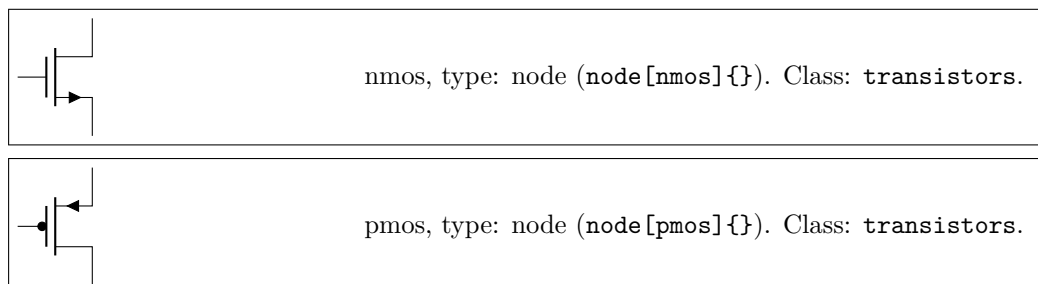 nmos, type: node (node[nmos]{}). Class: transistors.
pmos, type: node (node[pmos]{}). Class: transistors.